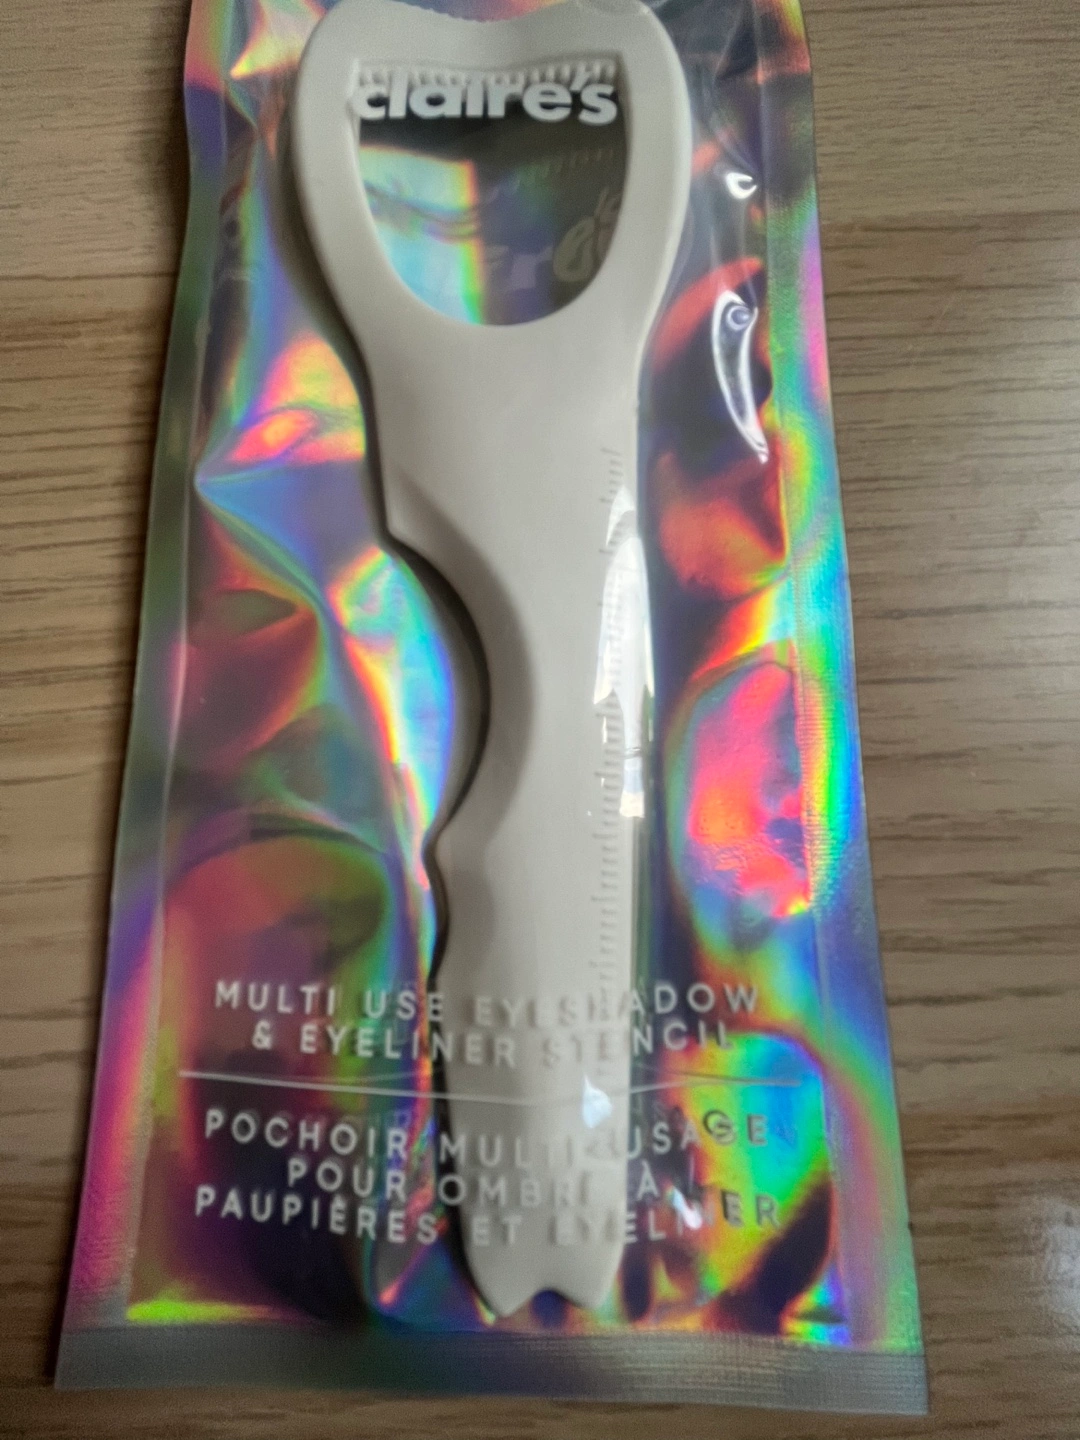 claire's
MULTI USE EYESHADOW
& EYELINER STENCIL
POCHOIR MULTI-USAGE
POUR OMBRE À
PAUPIÈRES ET EYELINER